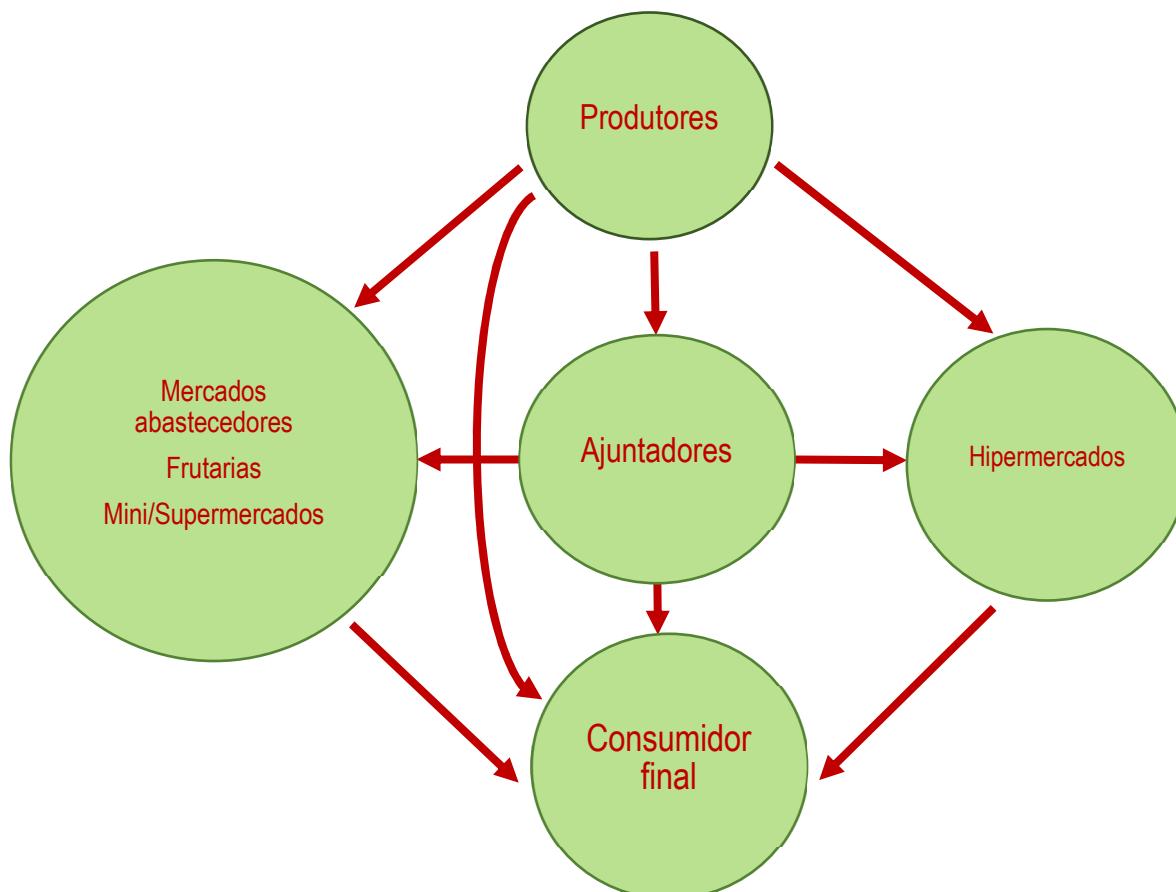 Produtores
Mercados
abastecedores
Frutarias
Mini/Supermercados
Ajuntadores
Hipermercados
Consumidor
final